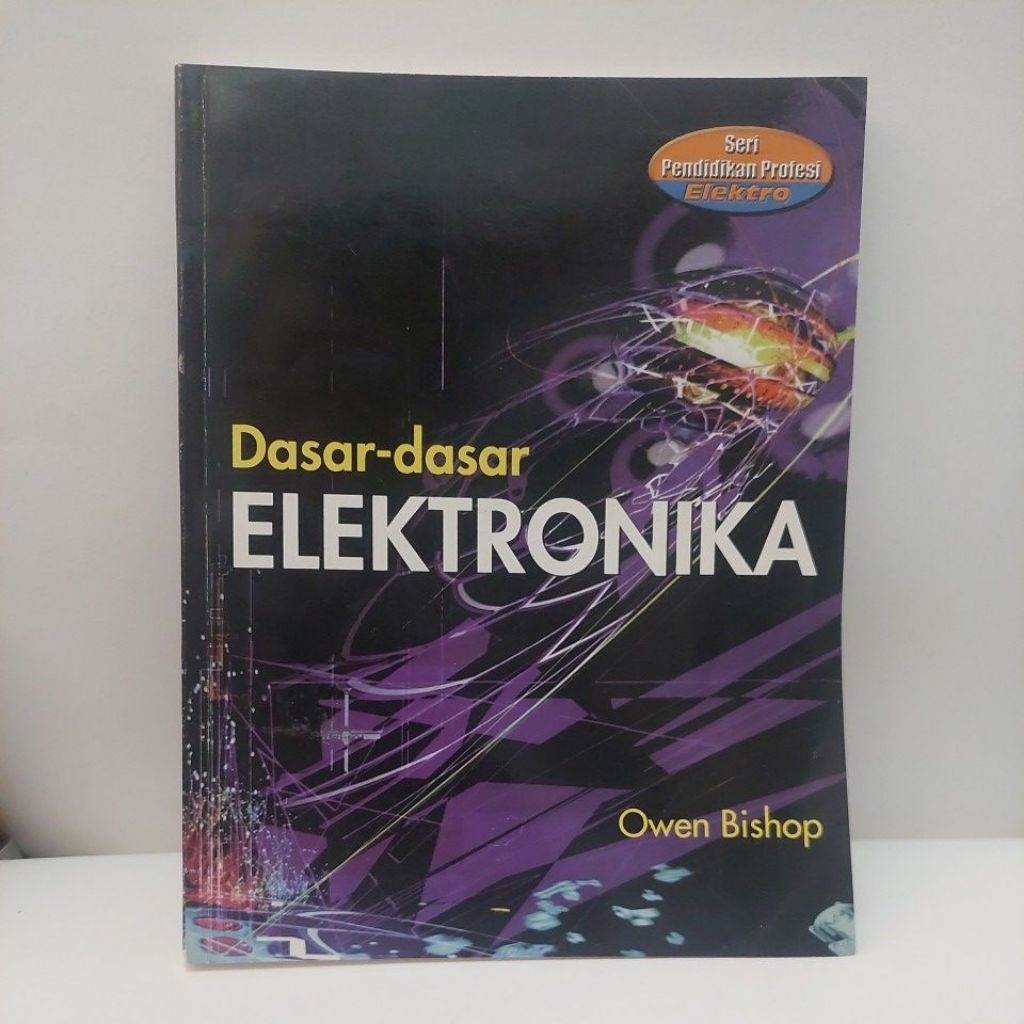 Seri
Pendidikan Profesi
Elektro
Dasar-dasar
ELEKTRONIKA
Owen Bishop